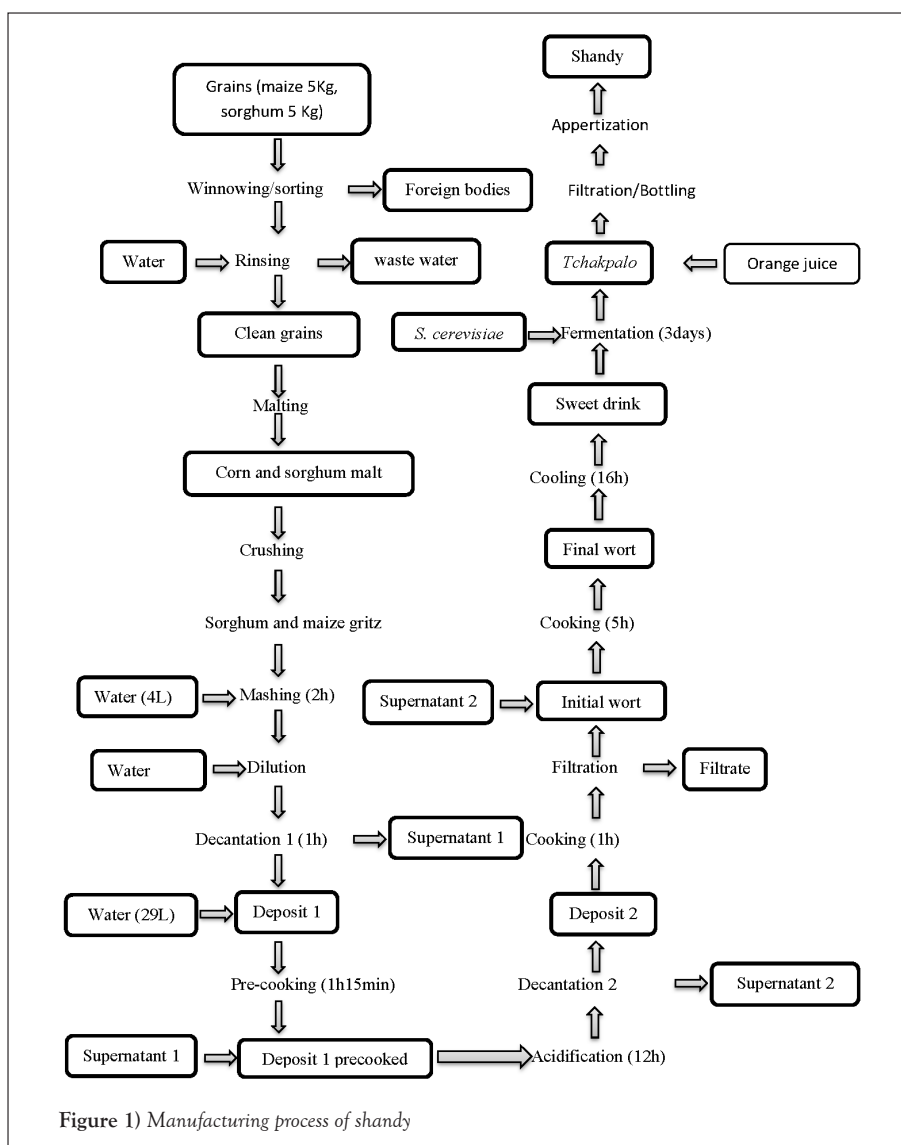 Grains (maize 5Kg,
sorghum 5 Kg)
Winnowing/sorting
Foreign bodies
Water
Rinsing
waste water
Clean grains
Malting
Corn and sorghum malt
Crushing
Sorghum and maize gritz
Water (4L)
Mashing (2h)
Water
Dilution
Decantation 1 (1h)
Supernatant 1
Water (29L)
Deposit 1
Pre-cooking (1h15min)
Supernatant 1
Deposit 1 precooked
Acidification (12h)
Decantation 2
Supernatant 2
Deposit 2
Cooking (1h)
Filtration
Filtrate
Supernatant 2
Initial wort
Cooking (5h)
Final wort
Cooling (16h)
Sweet drink
S. cerevisiae
Fermentation (3days)
Tchakpalo
Orange juice
Filtration/Bottling
Appertization
Shandy
Figure 1) Manufacturing process of shandy